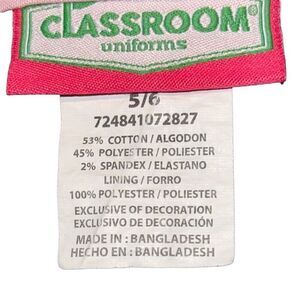 CLASSROOM®
uniforms
5/6
724841072827
53% COTTON / ALGODON
45% POLYESTER / POLIESTER
2% SPANDEX / ELASTANO
LINING / FORRO
100% POLYESTER / POLIESTER
EXCLUSIVE OF DECORATION
EXCLUSIVO DE DECORACIÓN
MADE IN : BANGLADESH
HECHO EN : BANGLADESH